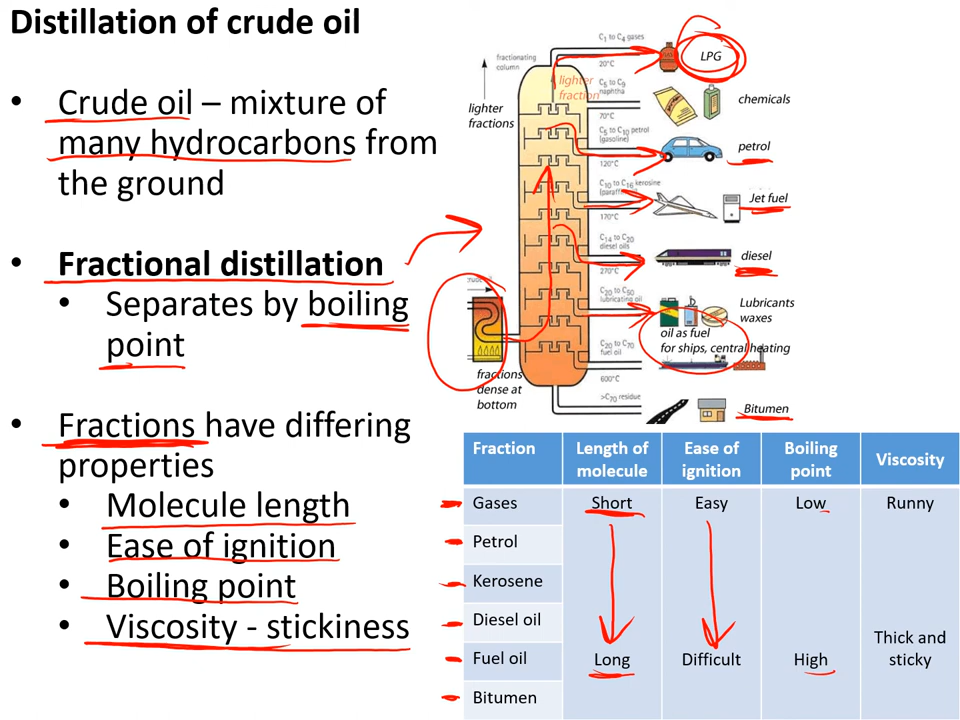 Distillation of crude oil
• Crude oil – mixture of
many hydrocarbons from
the ground
• Fractional distillation
• Separates by boiling
point
• Fractions have differing
properties
• Molecule length
• Ease of ignition
• Boiling point
• Viscosity - stickiness
fractionating
column
lighter
fractions
lighter
fraction
C1 to C4 gases
20°C
LPG
C5 to C9
naphtha
70°C
chemicals
C5 to C10 petrol
(gasoline)
120°C
petrol
C10 to C16 kerosine
170°C
Jet fuel
C14 to C20
diesel oils
270°C
diesel
C20 to C50
lubricating oil
Lubricants
waxes
oil as fuel
for ships, central heating
C20 to C70
fuel oil
600°C
fractions
dense at
bottom
>C70 residue
Bitumen
Fraction
Length of
molecule
Ease of
ignition
Boiling
point
Viscosity
Gases
Short
Easy
Low
Runny
Petrol
Kerosene
Diesel oil
Fuel oil
Long
Difficult
High
Thick and
sticky
Bitumen